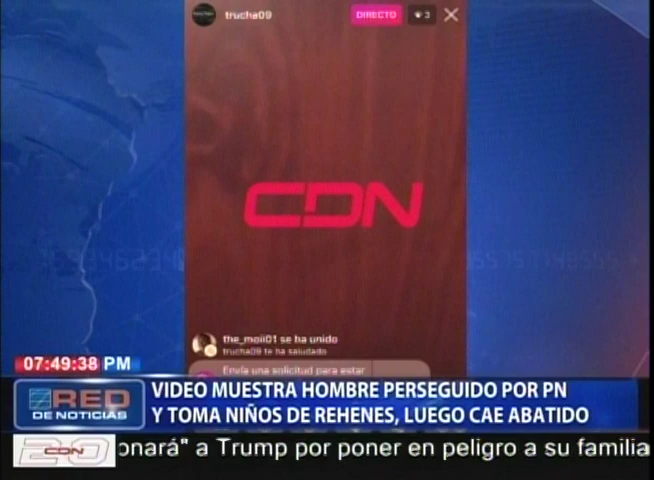 trucha09
DIRECTO
3
CDN
the_moii01 se ha unido
trucha09 te ha saludado
Envía una solicitud para estar
07:49:38 PM
RED
DE NOTICIAS
VIDEO MUESTRA HOMBRE PERSEGUIDO POR PN
Y TOMA NIÑOS DE REHENES, LUEGO CAE ABATIDO
20
CDN
onará" a Trump por poner en peligro a su familia